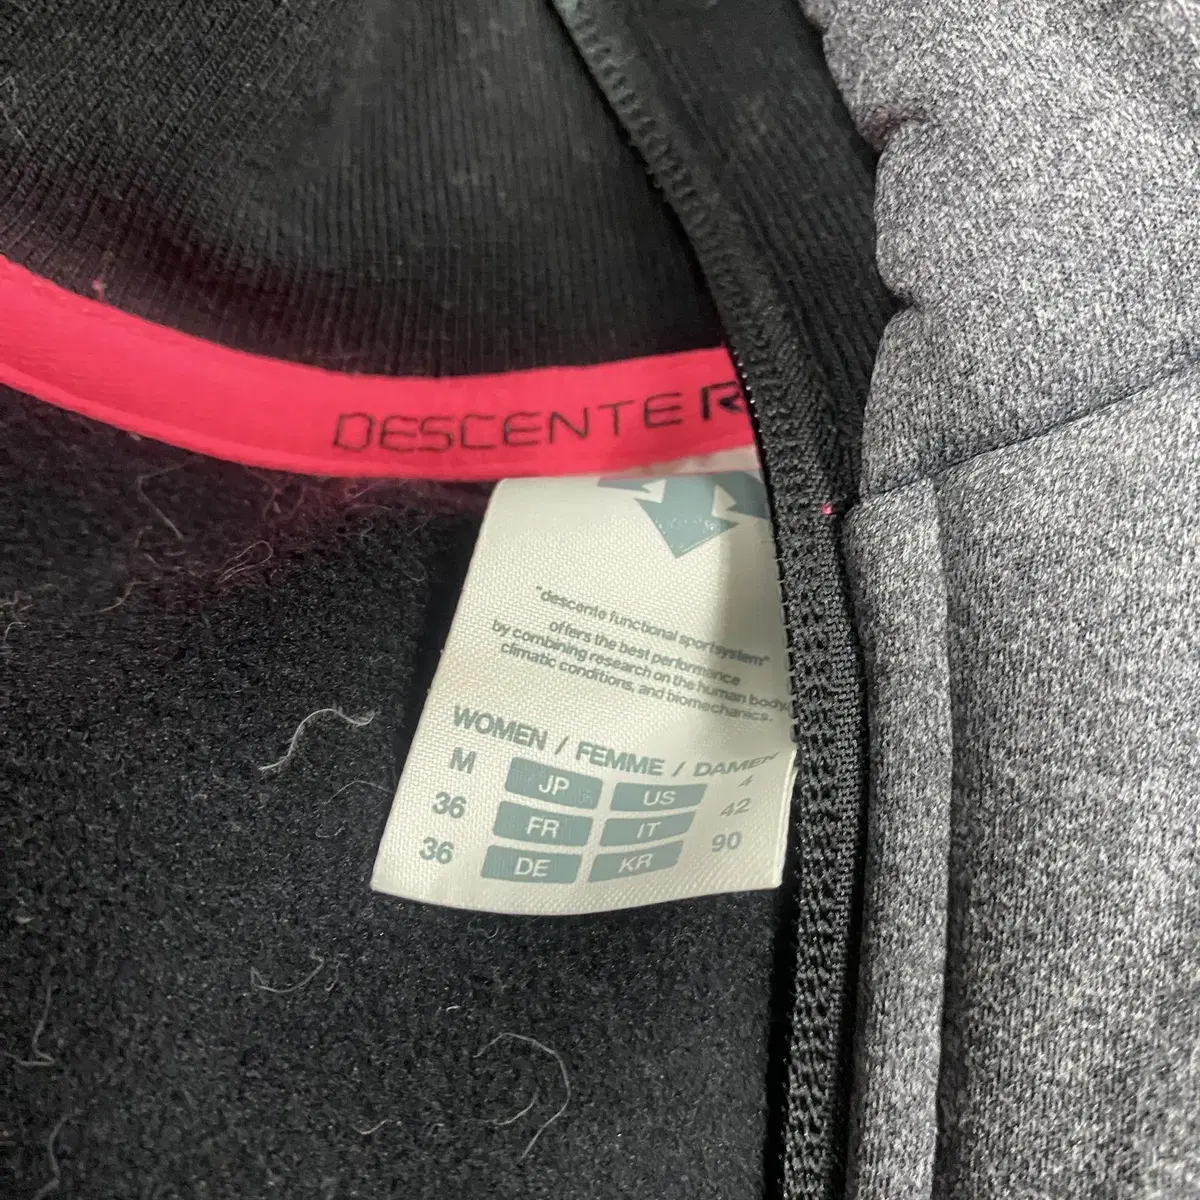 DESCENTE R
"descente functional sportsystem"
offers the best performance
by combining research on the human body,
climatic conditions, and biomechanics.
WOMEN / FEMME / DAMEN
M JP US 4
36 FR IT 42
36 DE KR 90